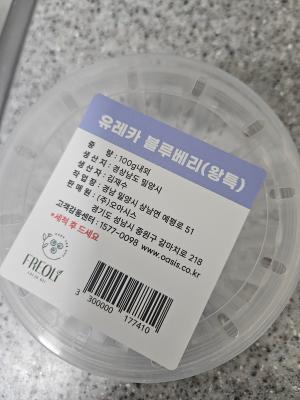 유레카 블루베리(왕특)
중 량 : 100g내외
생 산 지 : 경상남도 밀양시
생 산 자 : 김재수
작 업 장 : 경남 밀양시 상남면 예평로 51
판 매 원 : (주)오아시스
경기도 성남시 중원구 갈마치로 218
고객감동센터 : 1577-0098 www.oasis.co.kr
*세척 후 드세요
FREOL
3 300000 177410